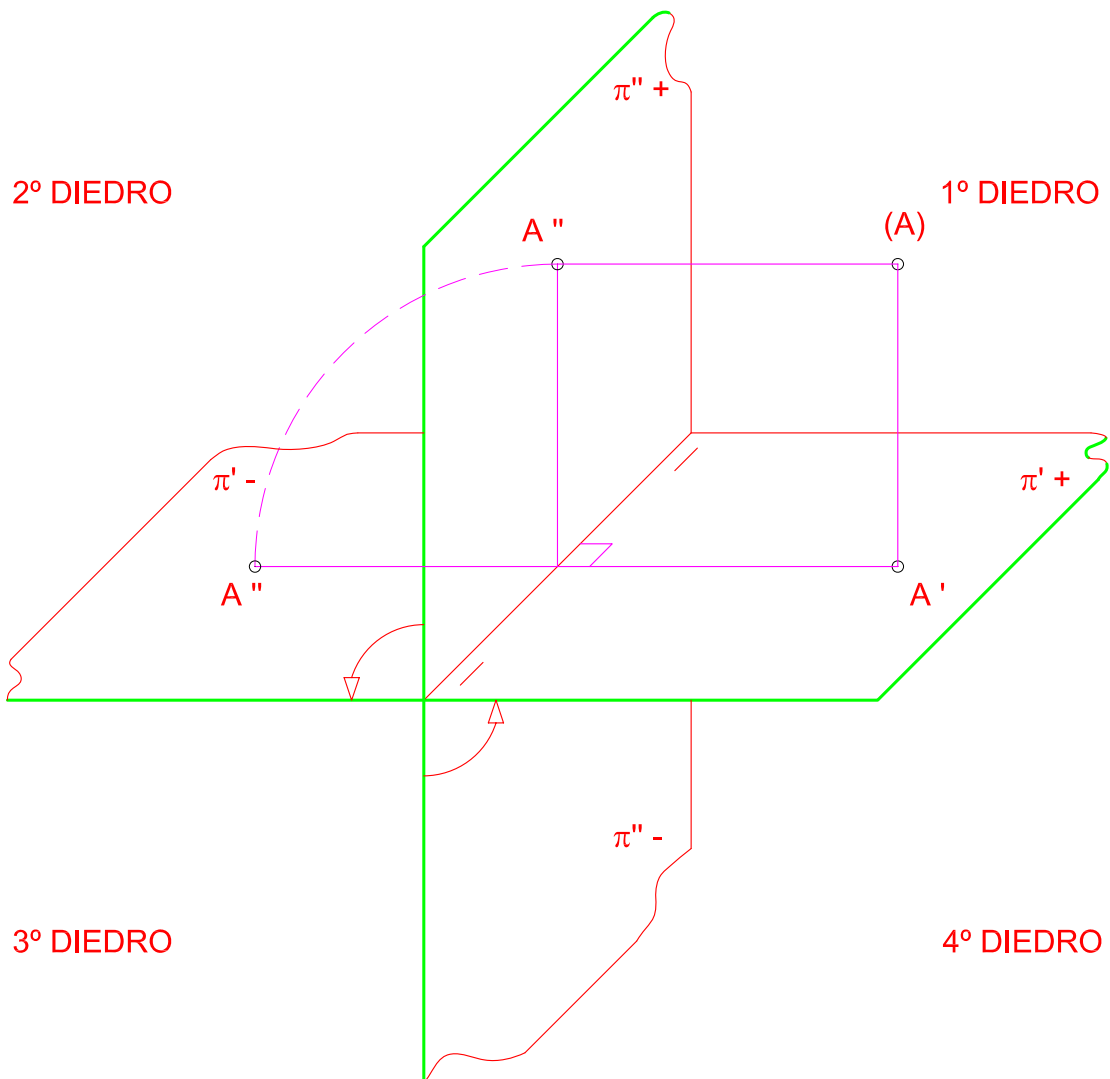 π" +
2º DIEDRO
1º DIEDRO
A "
(A)
π' -
π' +
A "
A '
π" -
3º DIEDRO
4º DIEDRO